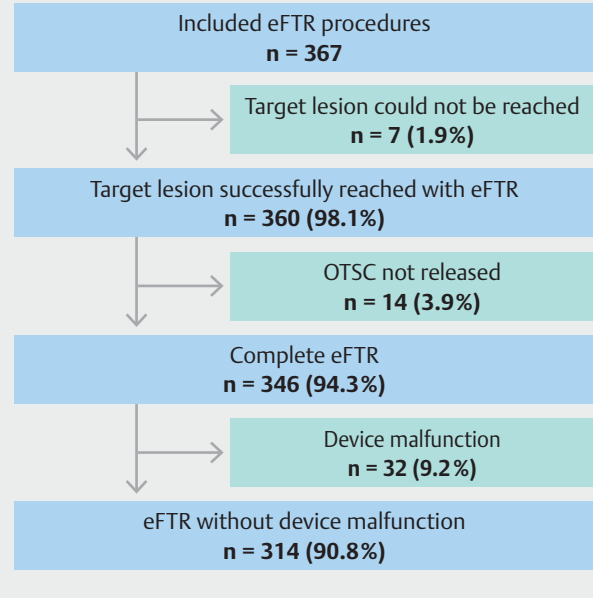 Included eFTR procedures
n = 367
Target lesion could not be reached
n = 7 (1.9%)
Target lesion successfully reached with eFTR
n = 360 (98.1%)
OTSC not released
n = 14 (3.9%)
Complete eFTR
n = 346 (94.3%)
Device malfunction
n = 32 (9.2%)
eFTR without device malfunction
n = 314 (90.8%)